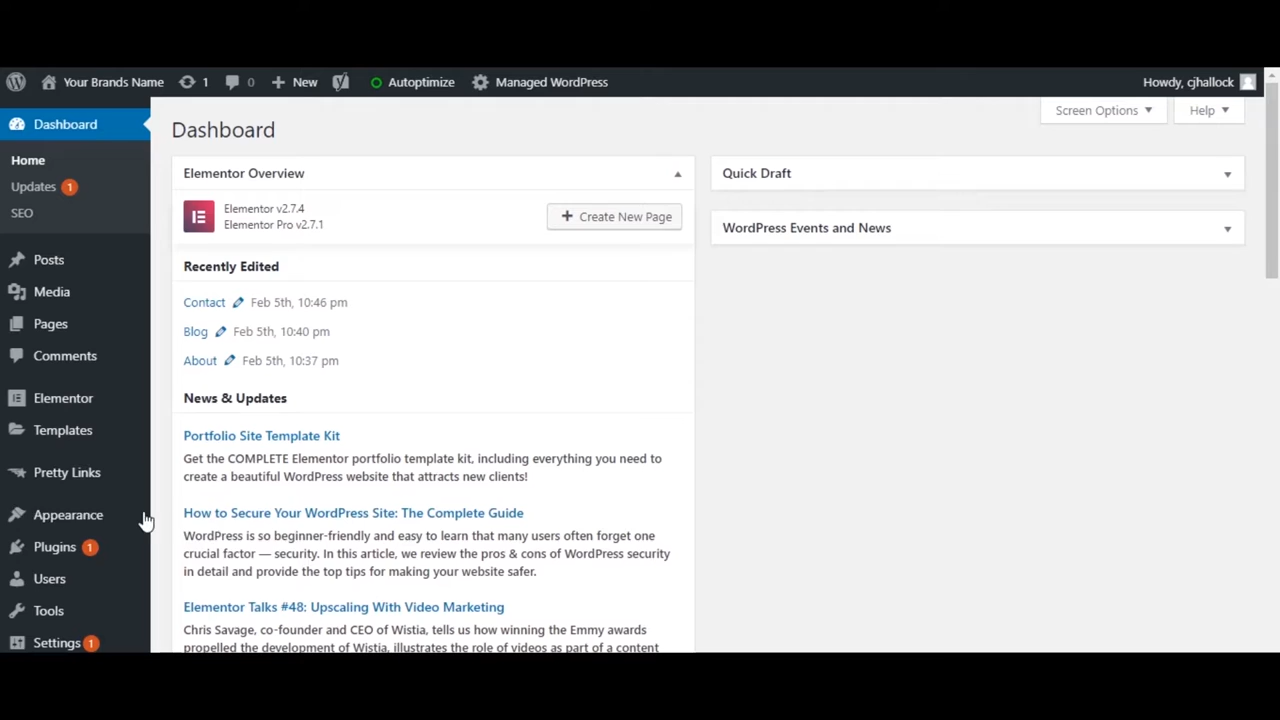 Your Brands Name 1 0 New Autoptimize Managed WordPress Howdy, cjhallock
Dashboard
Home
Updates 1
SEO
Posts
Media
Pages
Comments
Elementor
Templates
Pretty Links
Appearance
Plugins 1
Users
Tools
Settings 1
Screen Options Help
Dashboard
Elementor Overview
Elementor v2.7.4
Elementor Pro v2.7.1
Create New Page
Recently Edited
Contact Feb 5th, 10:46 pm
Blog Feb 5th, 10:40 pm
About Feb 5th, 10:37 pm
News & Updates
Portfolio Site Template Kit
Get the COMPLETE Elementor portfolio template kit, including everything you need to
create a beautiful WordPress website that attracts new clients!
How to Secure Your WordPress Site: The Complete Guide
WordPress is so beginner-friendly and easy to learn that many users often forget one
crucial factor — security. In this article, we review the pros & cons of WordPress security
in detail and provide the top tips for making your website safer.
Elementor Talks #48: Upscaling With Video Marketing
Chris Savage, co-founder and CEO of Wistia, tells us how winning the Emmy awards
propelled the development of Wistia, illustrates the role of videos as part of a content
Quick Draft
WordPress Events and News